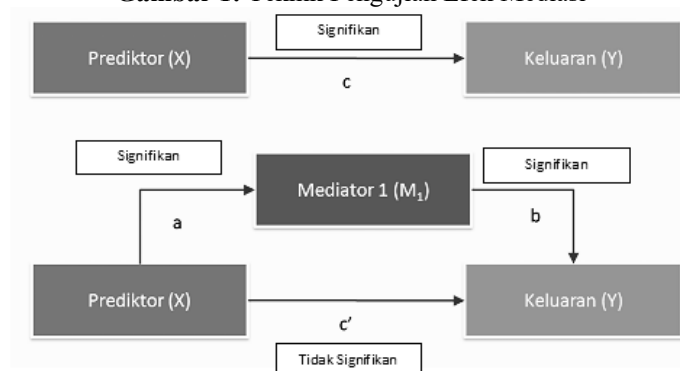 Signifikan
Prediktor (X)
Keluaran (Y)
c
Signifikan
Mediator 1 (M₁)
Signifikan
a
b
Prediktor (X)
Keluaran (Y)
c'
Tidak Signifikan